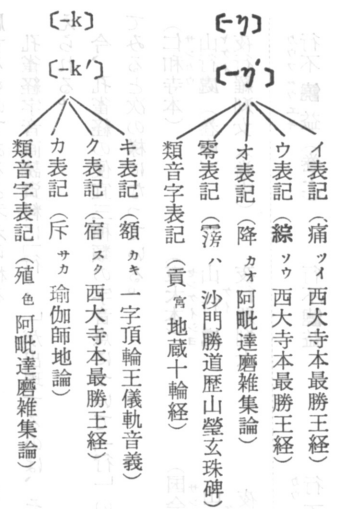 〔-ŋ〕
〔-ŋ′〕
イ表記（痛ツイ西大寺本最勝王経）
ウ表記（綜ソウ西大寺本最勝王経）
オ表記（降カオ阿毗達磨雑集論）
零表記（霶ハ沙門勝道歴山瑩玄珠碑）
類音字表記（貢宮地蔵十輪経）
〔-k〕
〔-k′〕
キ表記（額カキ一字頂輪王儀軌音義）
ク表記（宿スク西大寺本最勝王経）
カ表記（斥サカ瑜伽師地論）
類音字表記（殖色阿毗達磨雑集論）